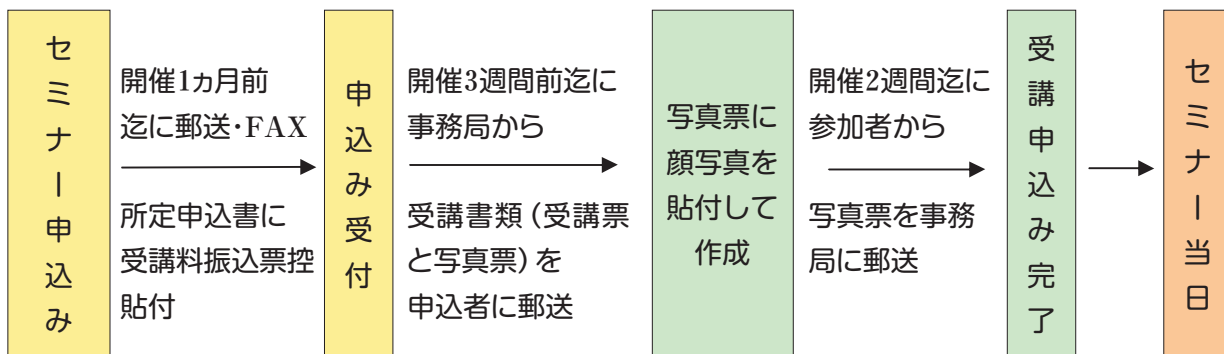 セミナー申込み
開催1ヵ月前
迄に郵送・FAX
所定申込書に
受講料振込票控
貼付
申込み受付
開催3週間前迄に
事務局から
受講書類(受講票
と写真票)を
申込者に郵送
写真票に
顔写真を
貼付して
作成
開催2週間迄に
参加者から
写真票を事務
局に郵送
受講申込み完了
セミナー当日